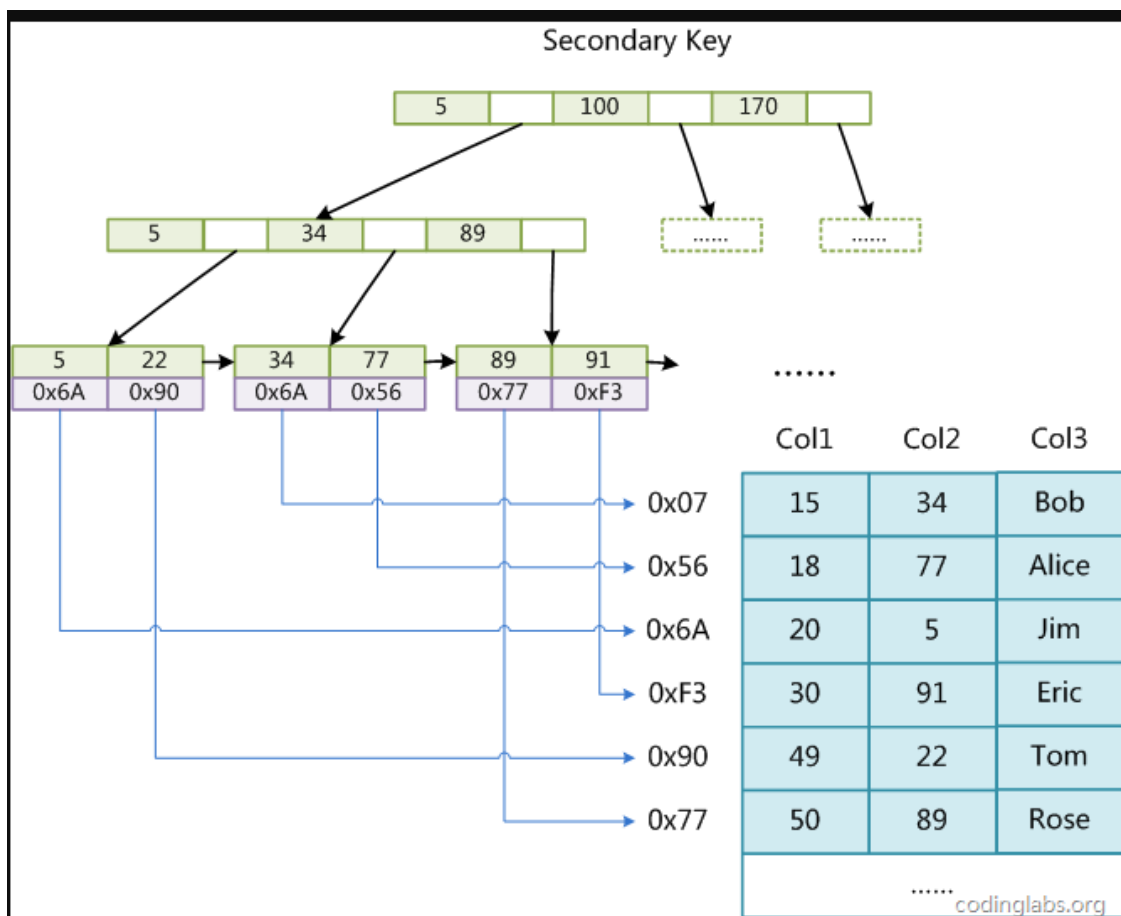 Secondary Key
5 100 170
5 34 89 ...... ......
5 22 34 77 89 91
0x6A 0x90 0x6A 0x56 0x77 0xF3 ......
Col1 Col2 Col3
0x07 15 34 Bob
0x56 18 77 Alice
0x6A 20 5 Jim
0xF3 30 91 Eric
0x90 49 22 Tom
0x77 50 89 Rose
......
codinglabs.org